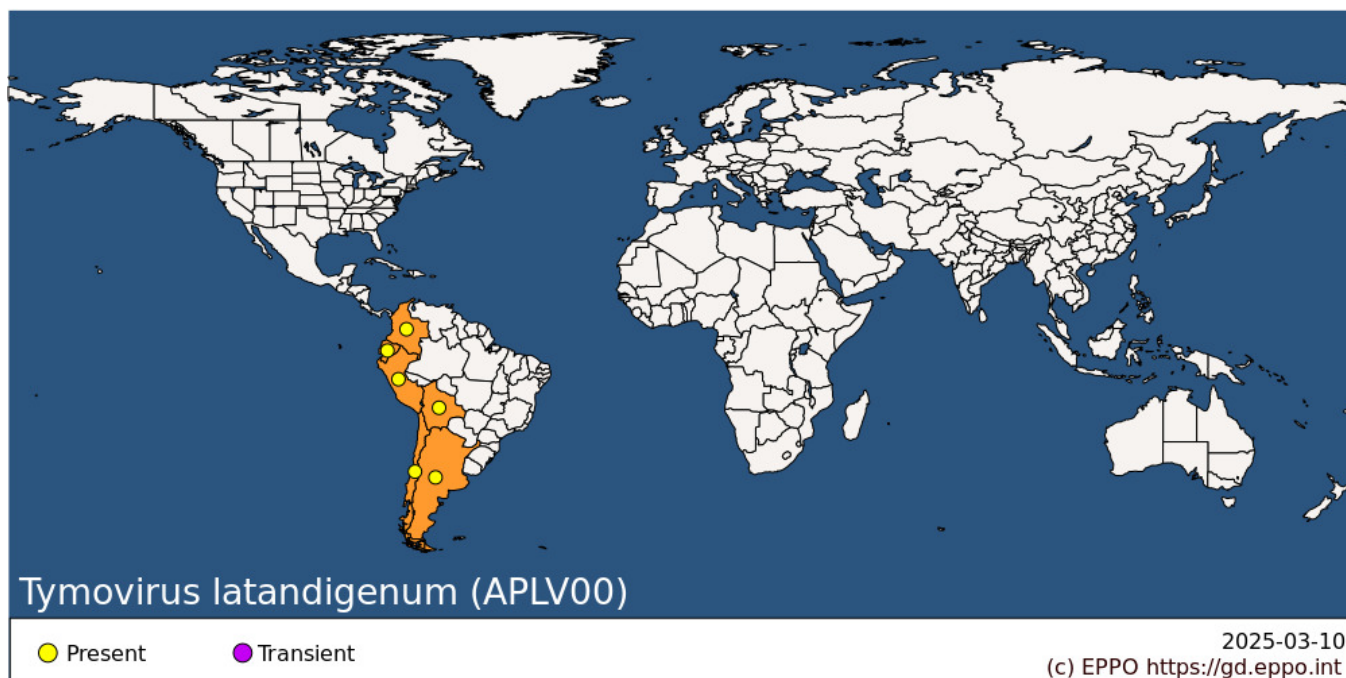 Tymovirus latandigenum (APLV00)
Present
Transient
2025-03-10
(c) EPPO https://gd.eppo.int